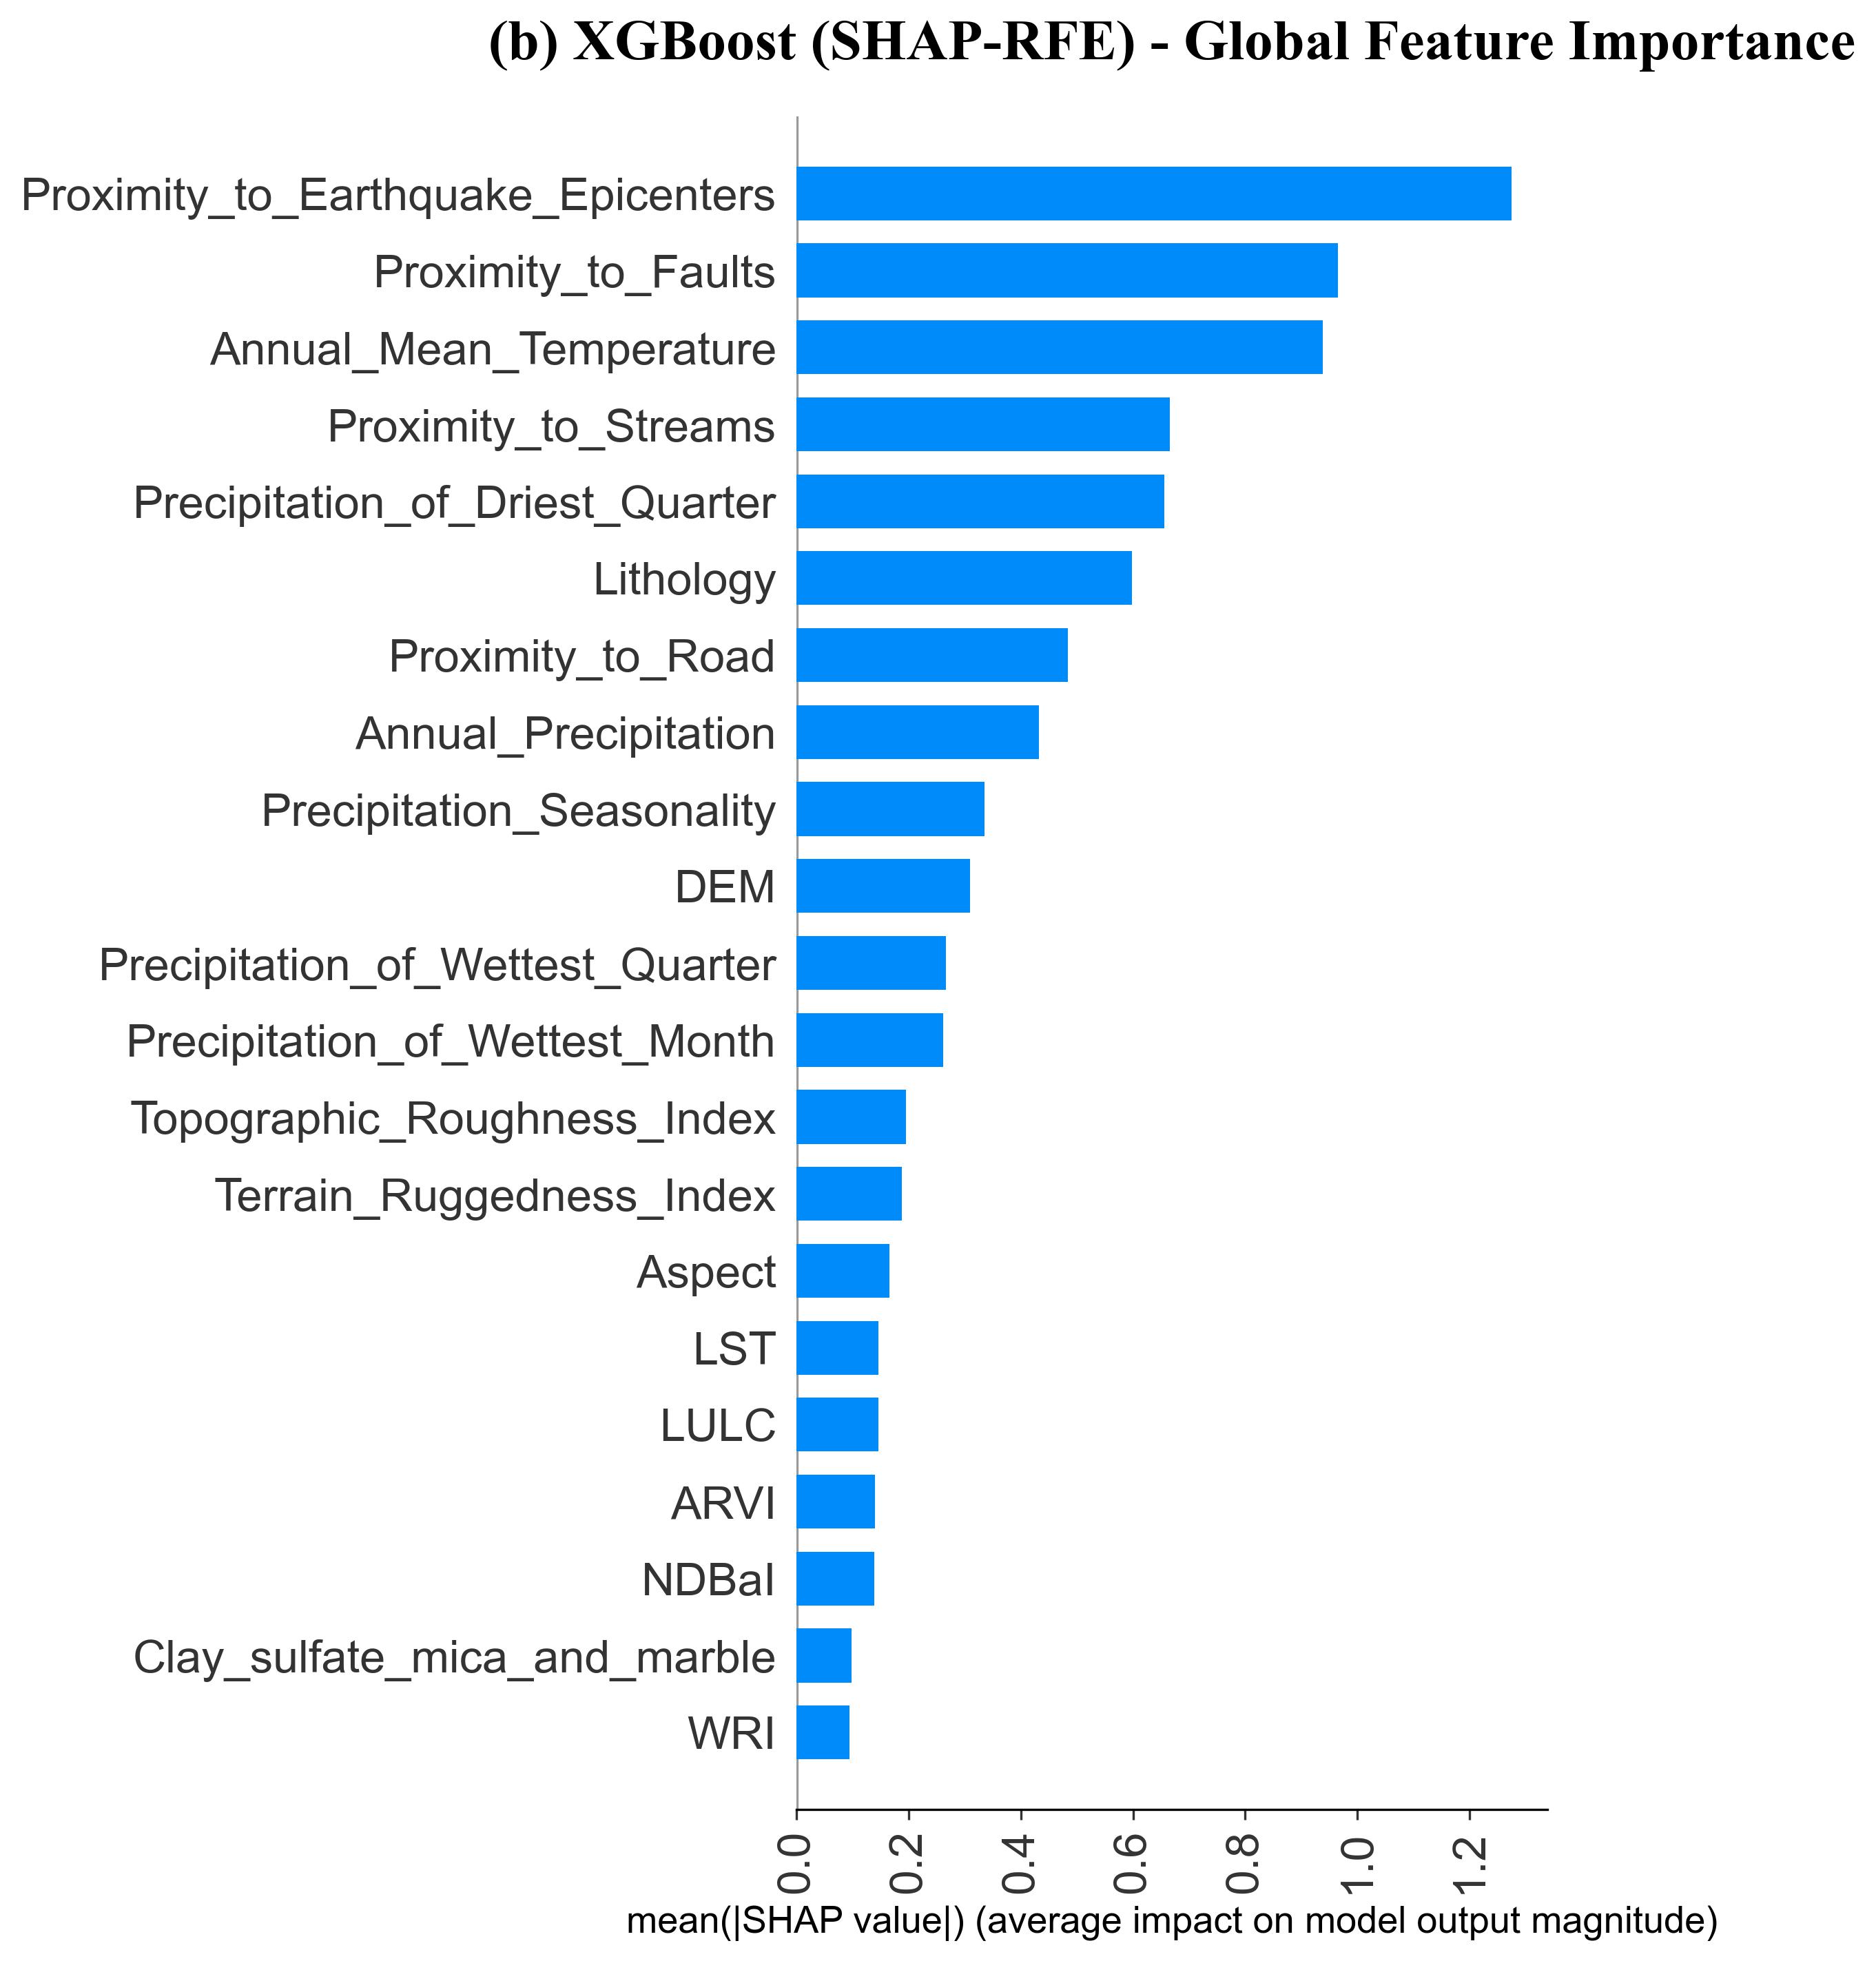 (b) XGBoost (SHAP-RFE) - Global Feature Importance
Proximity_to_Earthquake_Epicenters
Proximity_to_Faults
Annual_Mean_Temperature
Proximity_to_Streams
Precipitation_of_Driest_Quarter
Lithology
Proximity_to_Road
Annual_Precipitation
Precipitation_Seasonality
DEM
Precipitation_of_Wettest_Quarter
Precipitation_of_Wettest_Month
Topographic_Roughness_Index
Terrain_Ruggedness_Index
Aspect
LST
LULC
ARVI
NDBaI
Clay_sulfate_mica_and_marble
WRI
0.0 0.2 0.4 0.6 0.8 1.0 1.2
mean(|SHAP value|) (average impact on model output magnitude)